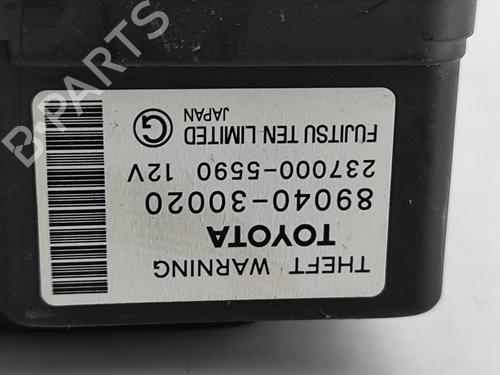 THEFT WARNING
TOYOTA
89040-30020
237000-5590 12V
FUJITSU TEN LIMITED
JAPAN
G
B-PARTS